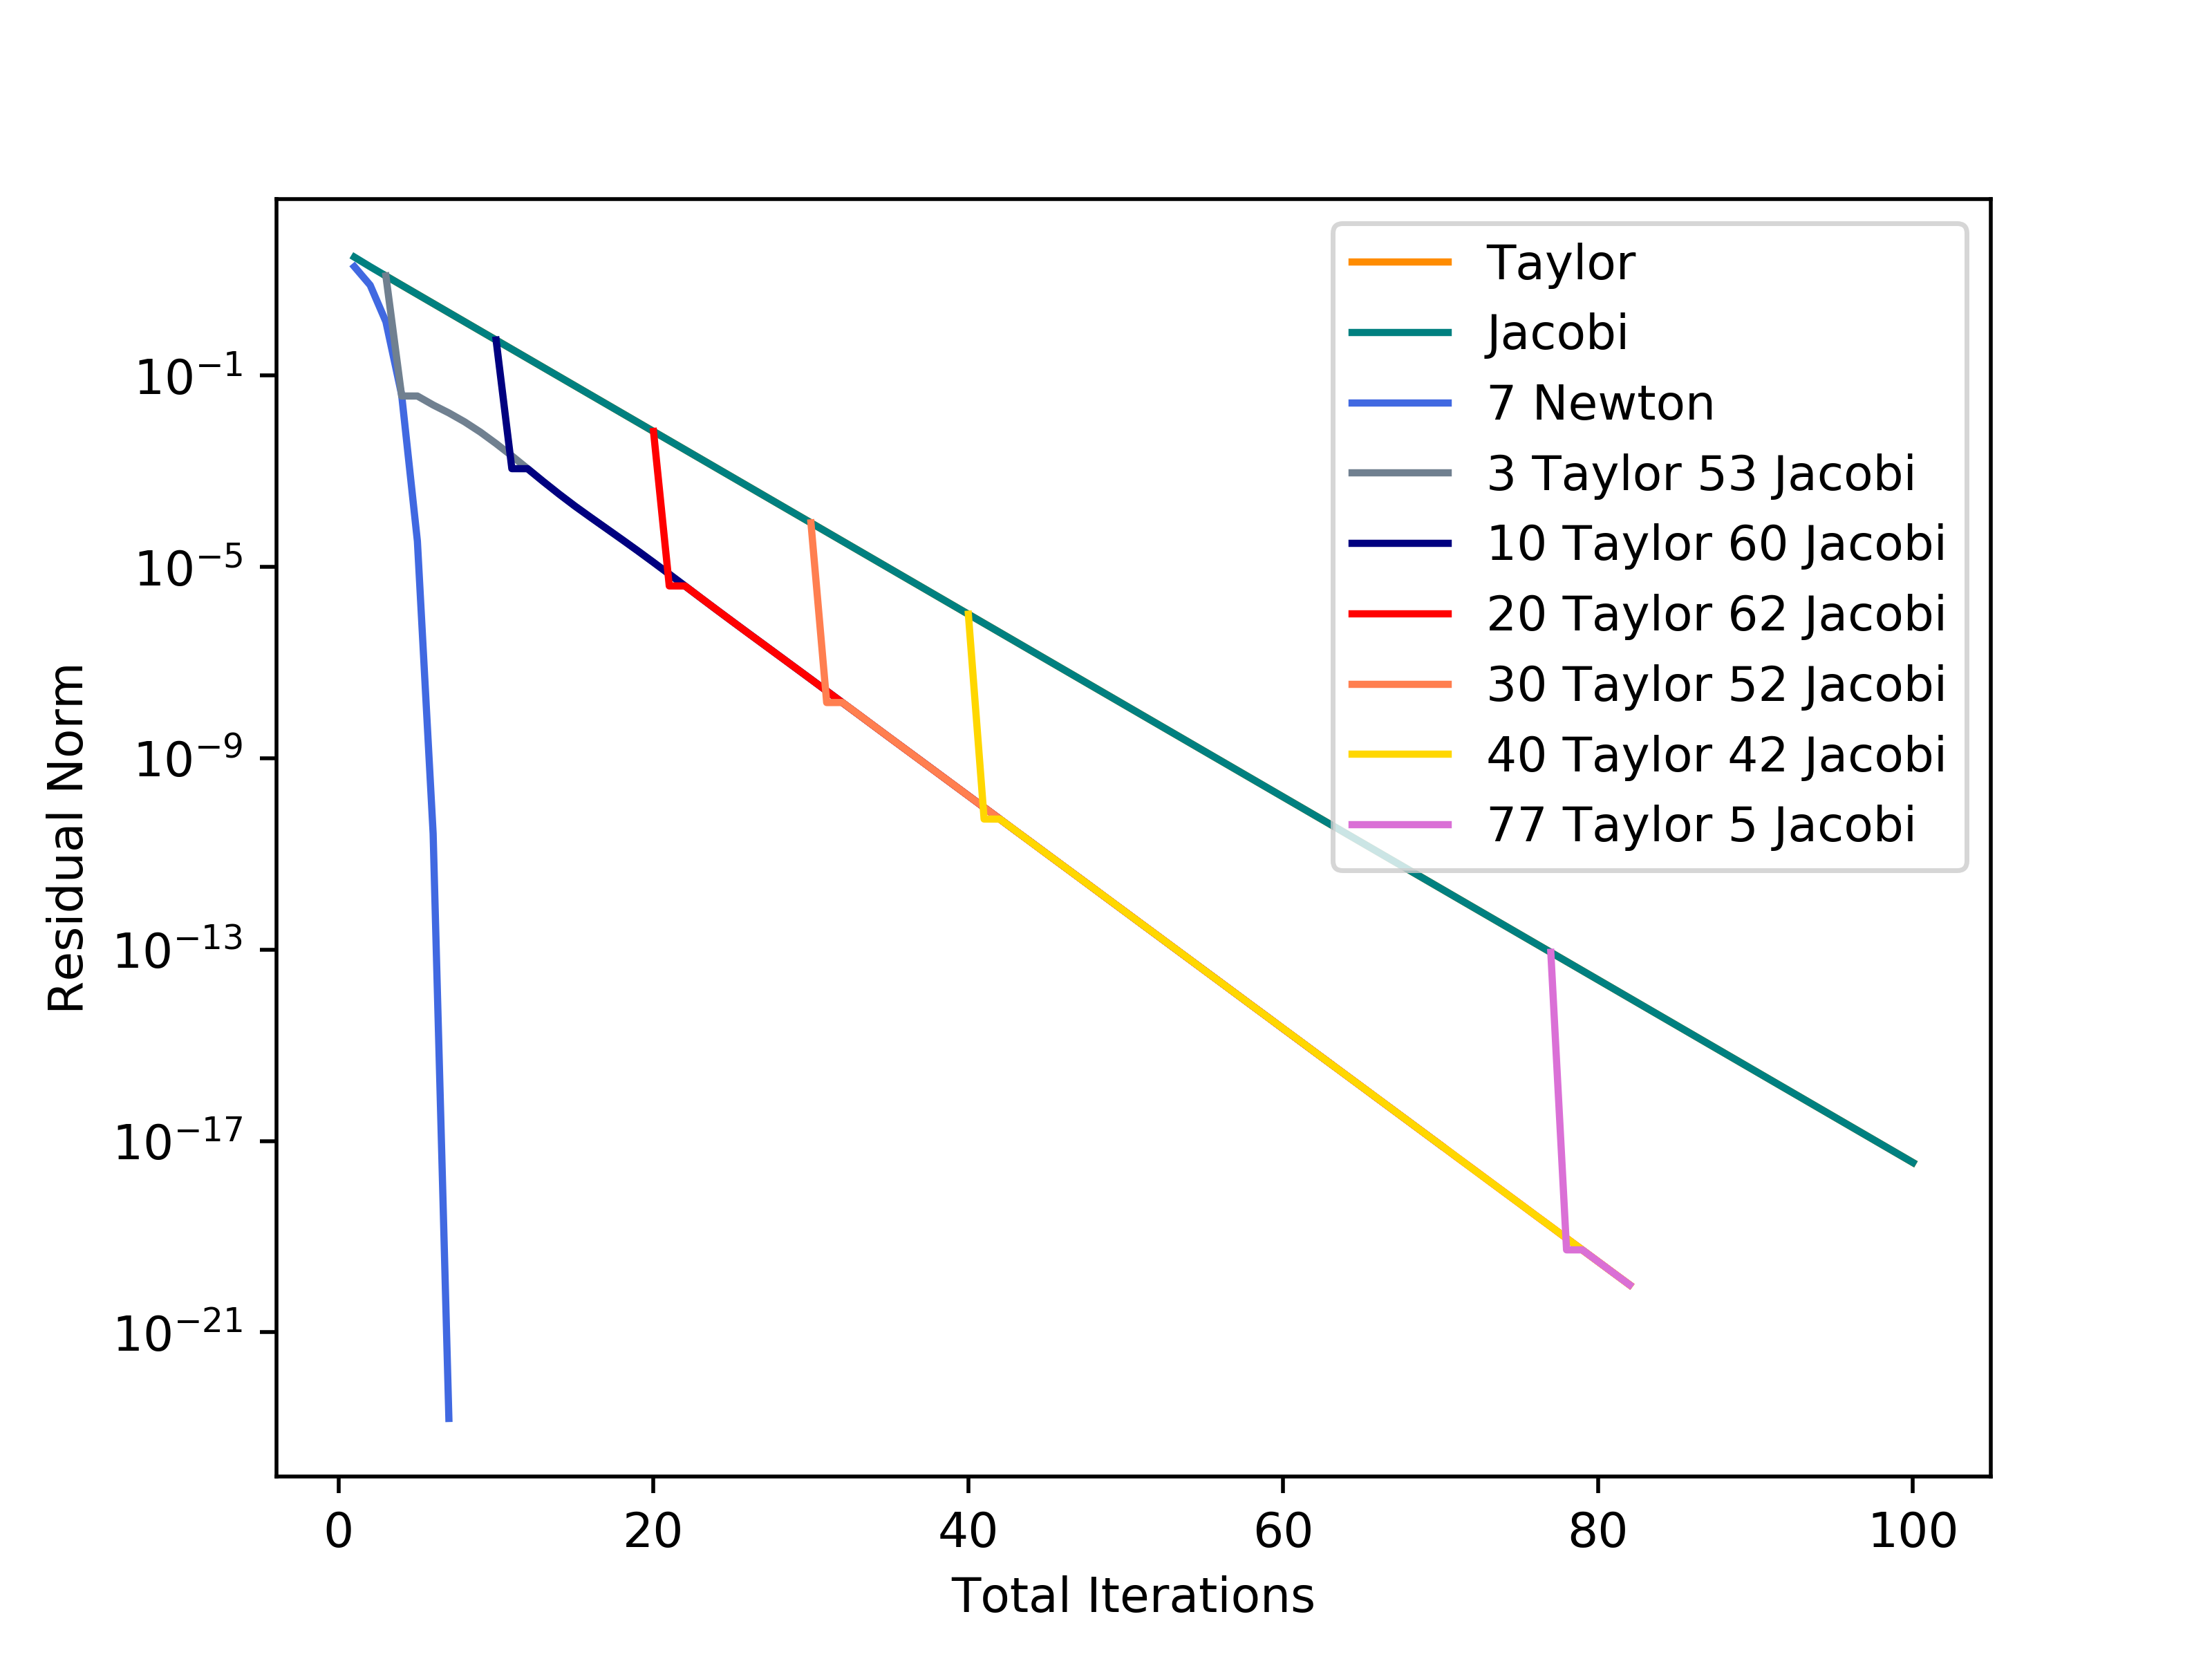 Taylor
Jacobi
7 Newton
3 Taylor 53 Jacobi
10 Taylor 60 Jacobi
20 Taylor 62 Jacobi
30 Taylor 52 Jacobi
40 Taylor 42 Jacobi
77 Taylor 5 Jacobi
10⁻¹
10⁻⁵
10⁻⁹
10⁻¹³
10⁻¹⁷
10⁻²¹
Residual Norm
0 20 40 60 80 100
Total Iterations